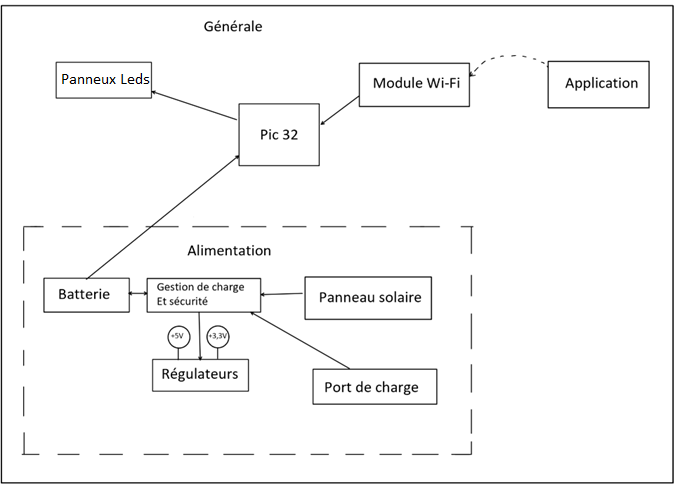 Générale
Panneux Leds
Module Wi-Fi
Application
Pic 32
Alimentation
Batterie
Gestion de charge
Et sécurité
Panneau solaire
+5V
+3,3V
Régulateurs
Port de charge